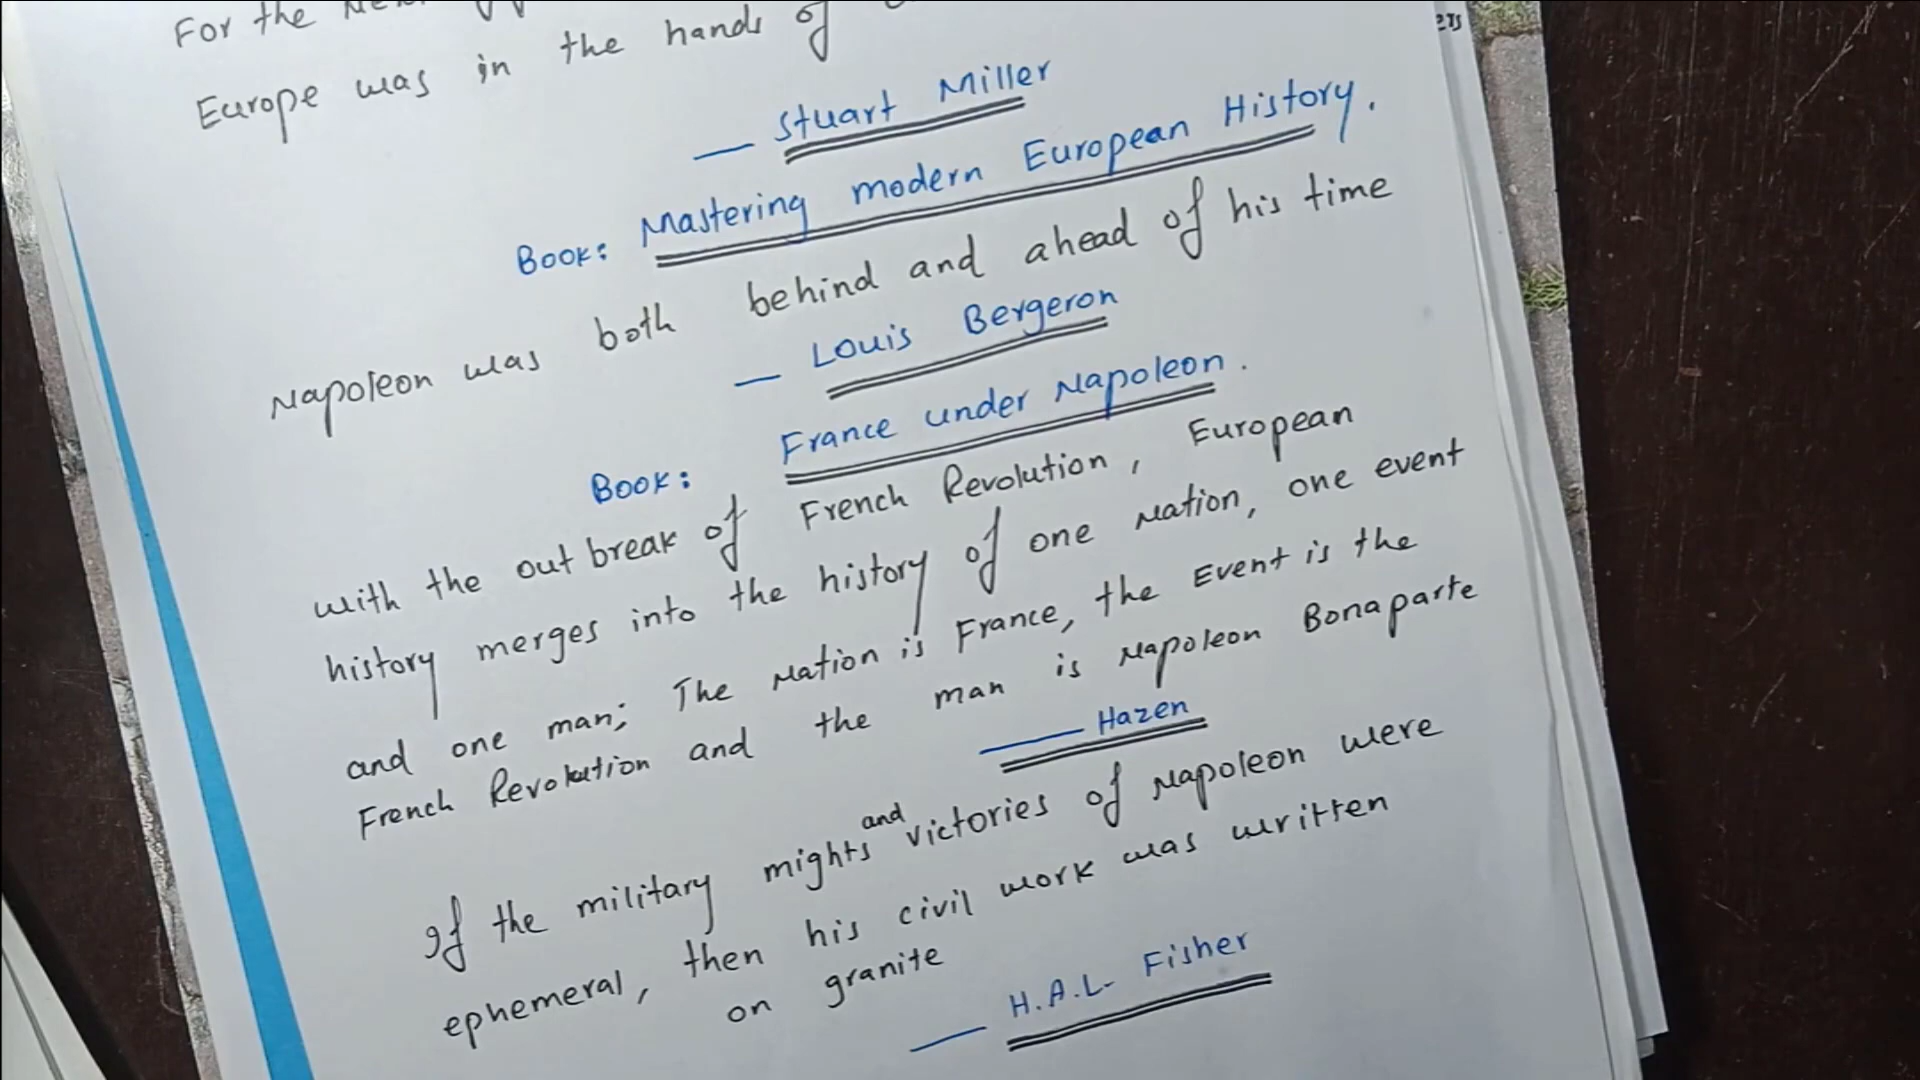 For the
Europe was in the hands of
— Stuart Miller
Book: Mastering modern European History.
Napoleon was both behind and ahead of his time
— Louis Bergeron
Book: France under Napoleon.
with the out break of French Revolution, European
history merges into the history of one Nation, one event
and one man; The Nation is France, the Event is the
French Revolution and the man is Napoleon Bonaparte
— Hazen
If the military mights and victories of Napoleon were
ephemeral, then his civil work was written
on granite
— H.A.L. Fisher